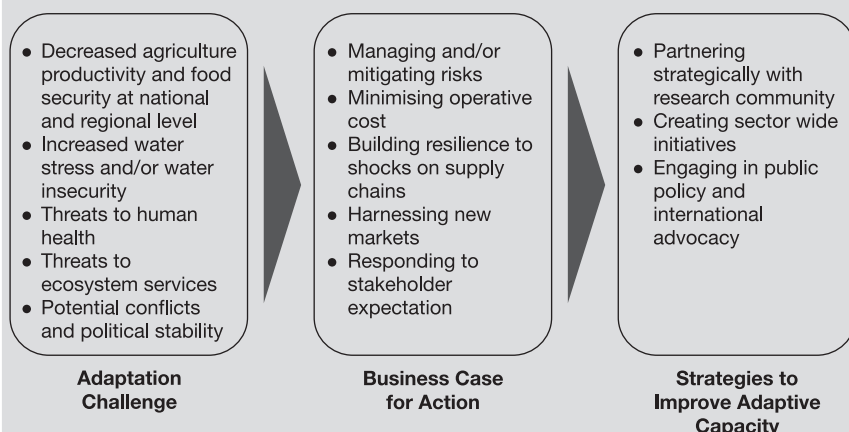 ● Decreased agriculture
productivity and food
security at national
and regional level
● Increased water
stress and/or water
insecurity
● Threats to human
health
● Threats to
ecosystem services
● Potential conflicts
and political stability
Adaptation
Challenge
● Managing and/or
mitigating risks
● Minimising operative
cost
● Building resilience to
shocks on supply
chains
● Harnessing new
markets
● Responding to
stakeholder
expectation
Business Case
for Action
● Partnering
strategically with
research community
● Creating sector wide
initiatives
● Engaging in public
policy and
international
advocacy
Strategies to
Improve Adaptive
Capacity